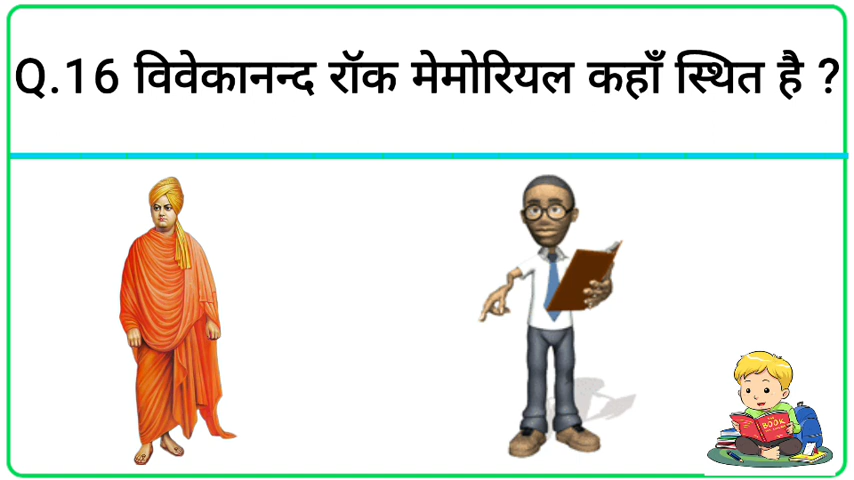 Q.16 विवेकानन्द रॉक मेमोरियल कहाँ स्थित है ?
BOOK